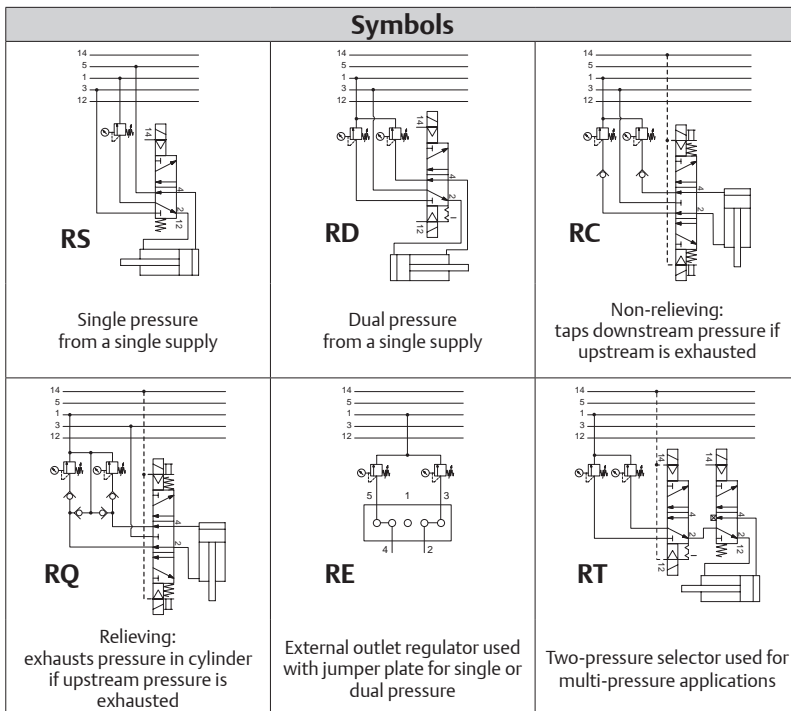 Symbols
14
5
1
3
12
14
4
2
12
RS
Single pressure
from a single supply
14
5
1
3
12
14
4
2
12
RD
Dual pressure
from a single supply
14
5
1
3
12
14
4
2
12
RC
Non-relieving:
taps downstream pressure if
upstream is exhausted
14
5
1
3
12
14
4
2
12
RQ
Relieving:
exhausts pressure in cylinder
if upstream pressure is
exhausted
14
5
1
3
12
5 1 3
4 2
RE
External outlet regulator used
with jumper plate for single or
dual pressure
14
5
1
3
12
14 14
4 4
2 2
12 12
RT
Two-pressure selector used for
multi-pressure applications